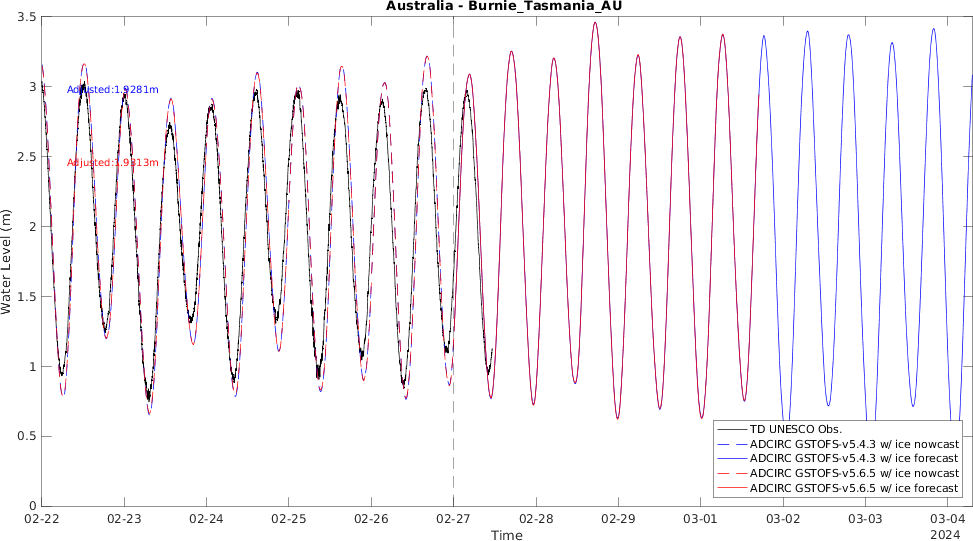 Australia - Burnie_Tasmania_AU
3.5
3
2.5
2
1.5
1
0.5
0
Water Level (m)
Adjusted:1.9281m
Adjusted:1.9313m
TD UNESCO Obs.
ADCIRC GSTOFS-v5.4.3 w/ ice nowcast
ADCIRC GSTOFS-v5.4.3 w/ ice forecast
ADCIRC GSTOFS-v5.6.5 w/ ice nowcast
ADCIRC GSTOFS-v5.6.5 w/ ice forecast
02-22 02-23 02-24 02-25 02-26 02-27 02-28 02-29 03-01 03-02 03-03 03-04
Time 2024